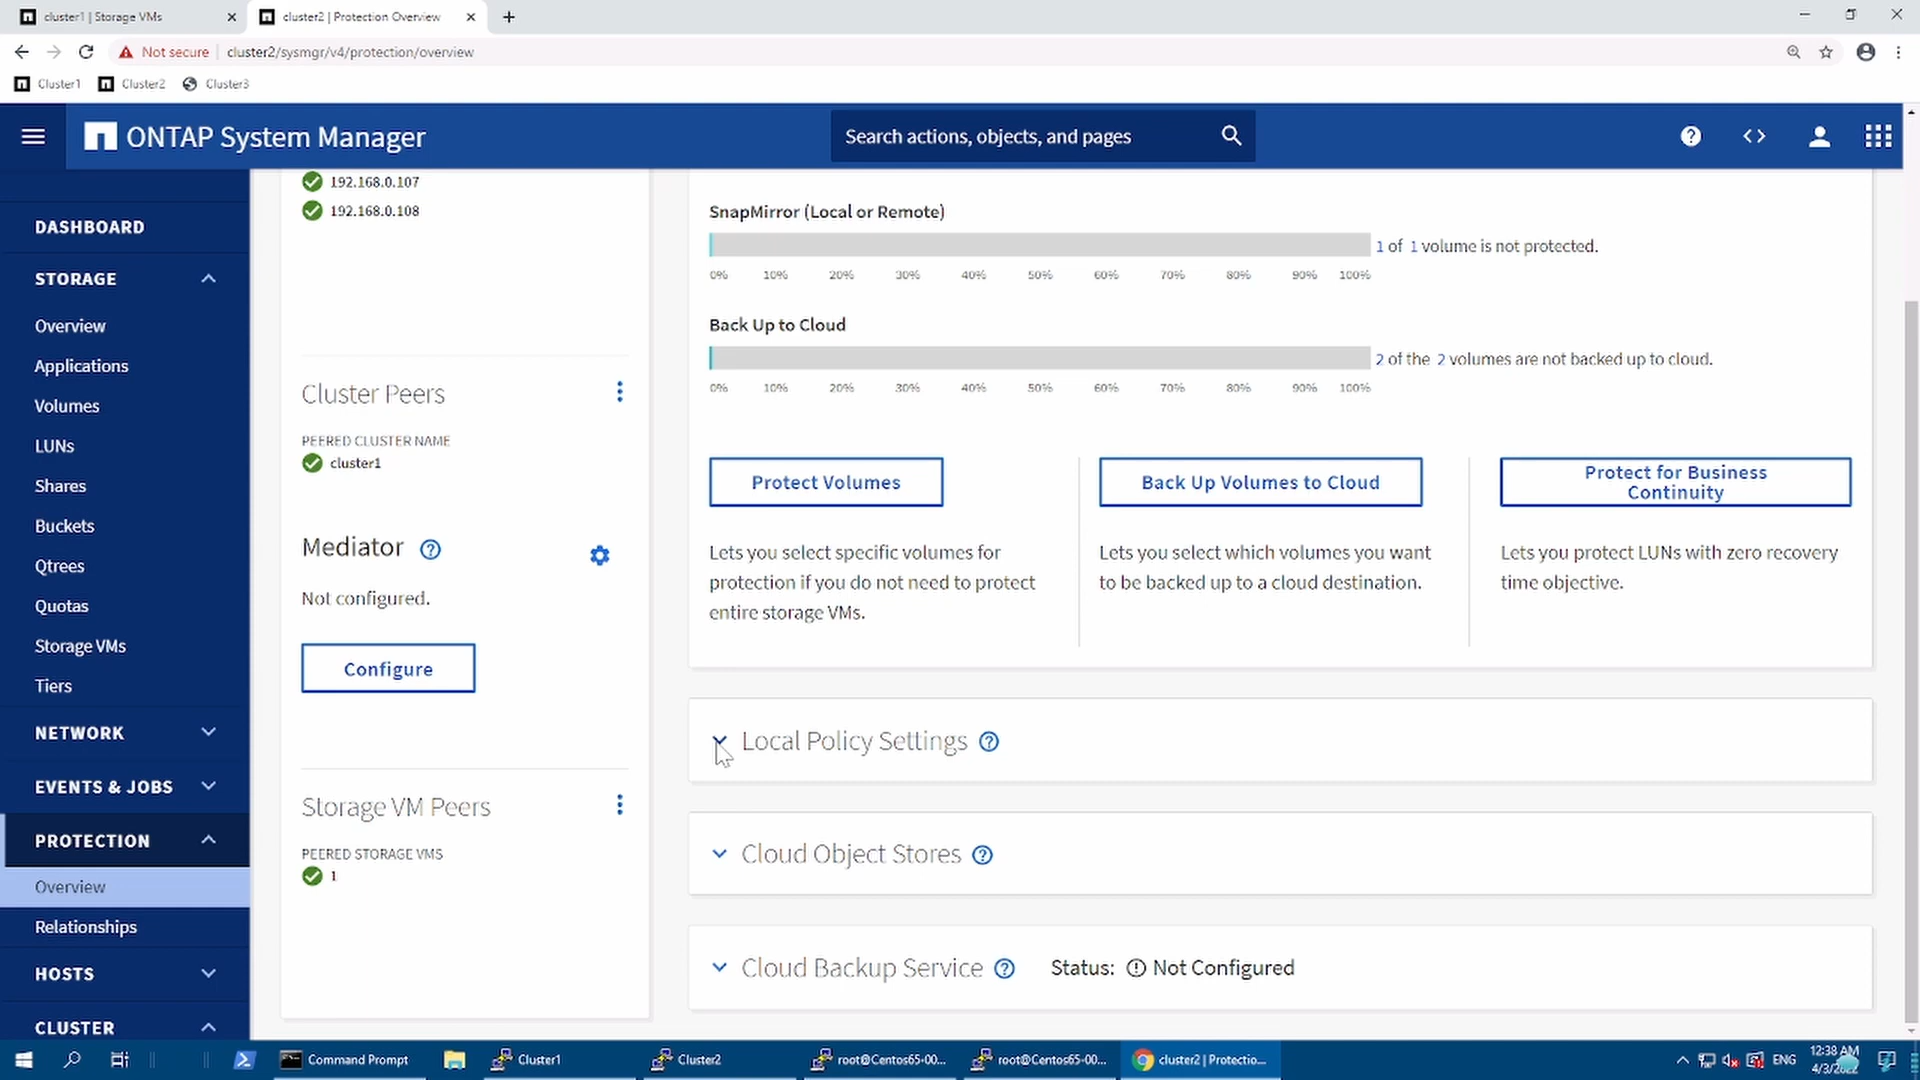 cluster1 | Storage VMs
cluster2 | Protection Overview
Not secure
cluster2/sysmgr/v4/protection/overview
Cluster1
Cluster2
Cluster3
ONTAP System Manager
Search actions, objects, and pages
DASHBOARD
STORAGE
Overview
Applications
Volumes
LUNs
Shares
Buckets
Qtrees
Quotas
Storage VMs
Tiers
NETWORK
EVENTS & JOBS
PROTECTION
Overview
Relationships
HOSTS
CLUSTER
192.168.0.107
192.168.0.108
Cluster Peers
PEERED CLUSTER NAME
cluster1
Mediator
Not configured.
Configure
Storage VM Peers
PEERED STORAGE VMS
1
SnapMirror (Local or Remote)
1 of 1 volume is not protected.
0% 10% 20% 30% 40% 50% 60% 70% 80% 90% 100%
Back Up to Cloud
2 of the 2 volumes are not backed up to cloud.
0% 10% 20% 30% 40% 50% 60% 70% 80% 90% 100%
Protect Volumes
Lets you select specific volumes for
protection if you do not need to protect
entire storage VMs.
Back Up Volumes to Cloud
Lets you select which volumes you want
to be backed up to a cloud destination.
Protect for Business
Continuity
Lets you protect LUNs with zero recovery
time objective.
Local Policy Settings
Cloud Object Stores
Cloud Backup Service
Status: Not Configured
Command Prompt
Cluster1
Cluster2
root@Centos65-00...
root@Centos65-00...
cluster2 | Protectio...
ENG
12:38 AM